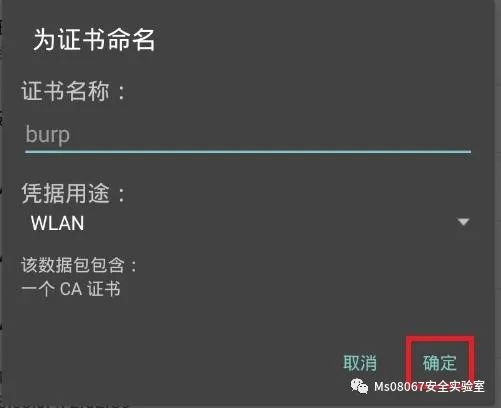 为证书命名
证书名称：
burp
凭据用途：
WLAN
该数据包包含：
一个 CA 证书
取消
确定
Ms08067安全实验室